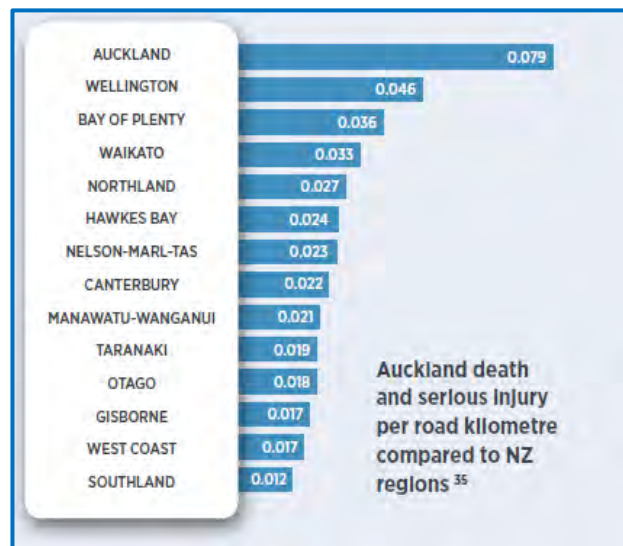 AUCKLAND 0.079
WELLINGTON 0.046
BAY OF PLENTY 0.036
WAIKATO 0.033
NORTHLAND 0.027
HAWKES BAY 0.024
NELSON-MARL-TAS 0.023
CANTERBURY 0.022
MANAWATU-WANGANUI 0.021
TARANAKI 0.019
OTAGO 0.018
GISBORNE 0.017
WEST COAST 0.017
SOUTHLAND 0.012
Auckland death
and serious injury
per road kilometre
compared to NZ
regions 35